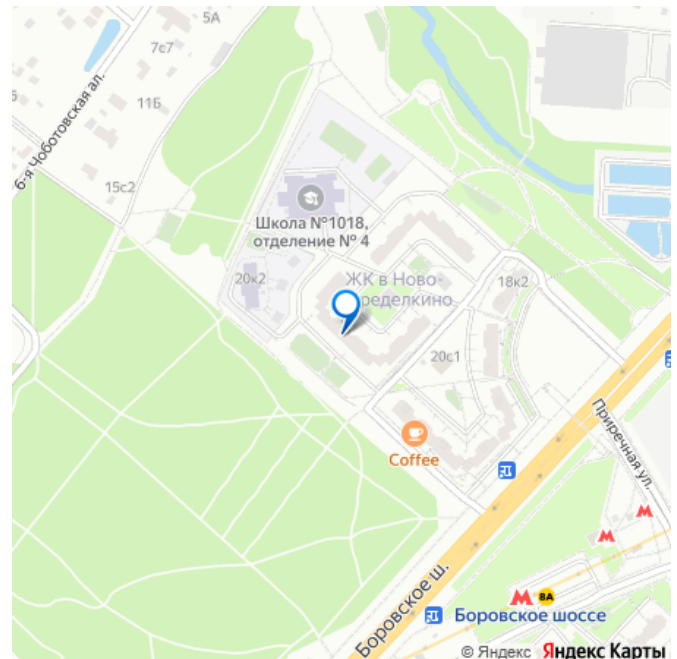 5А
7с7
6-я Чоботовская ал.
11Б
15с2
Школа №1018,
отделение № 4
20к2
ЖК в Ново-
ределкино
18к2
20с1
Coffee
Приречная ул.
Боровское ш.
8А
Боровское шоссе
© Яндекс Яндекс Карты